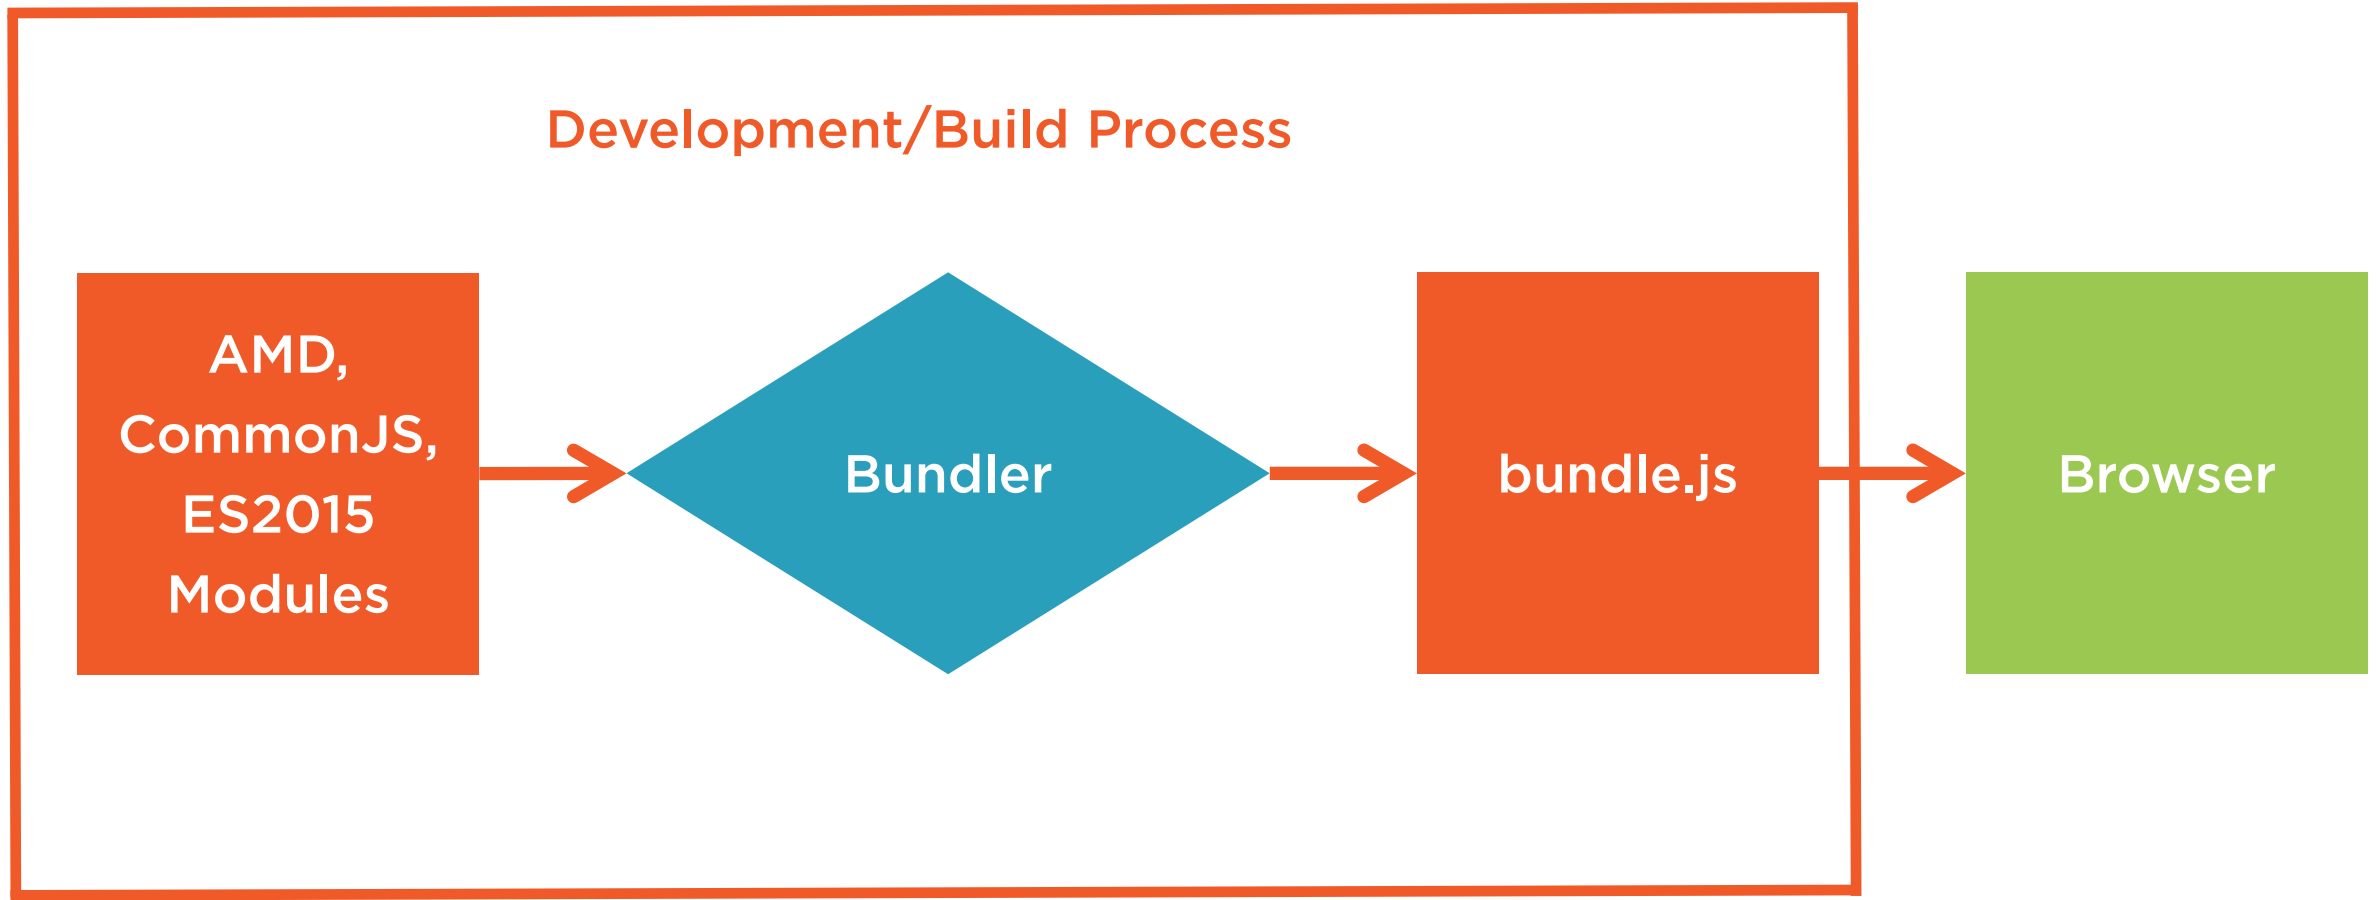 Development/Build Process
AMD,
CommonJS,
ES2015
Modules
Bundler
bundle.js
Browser